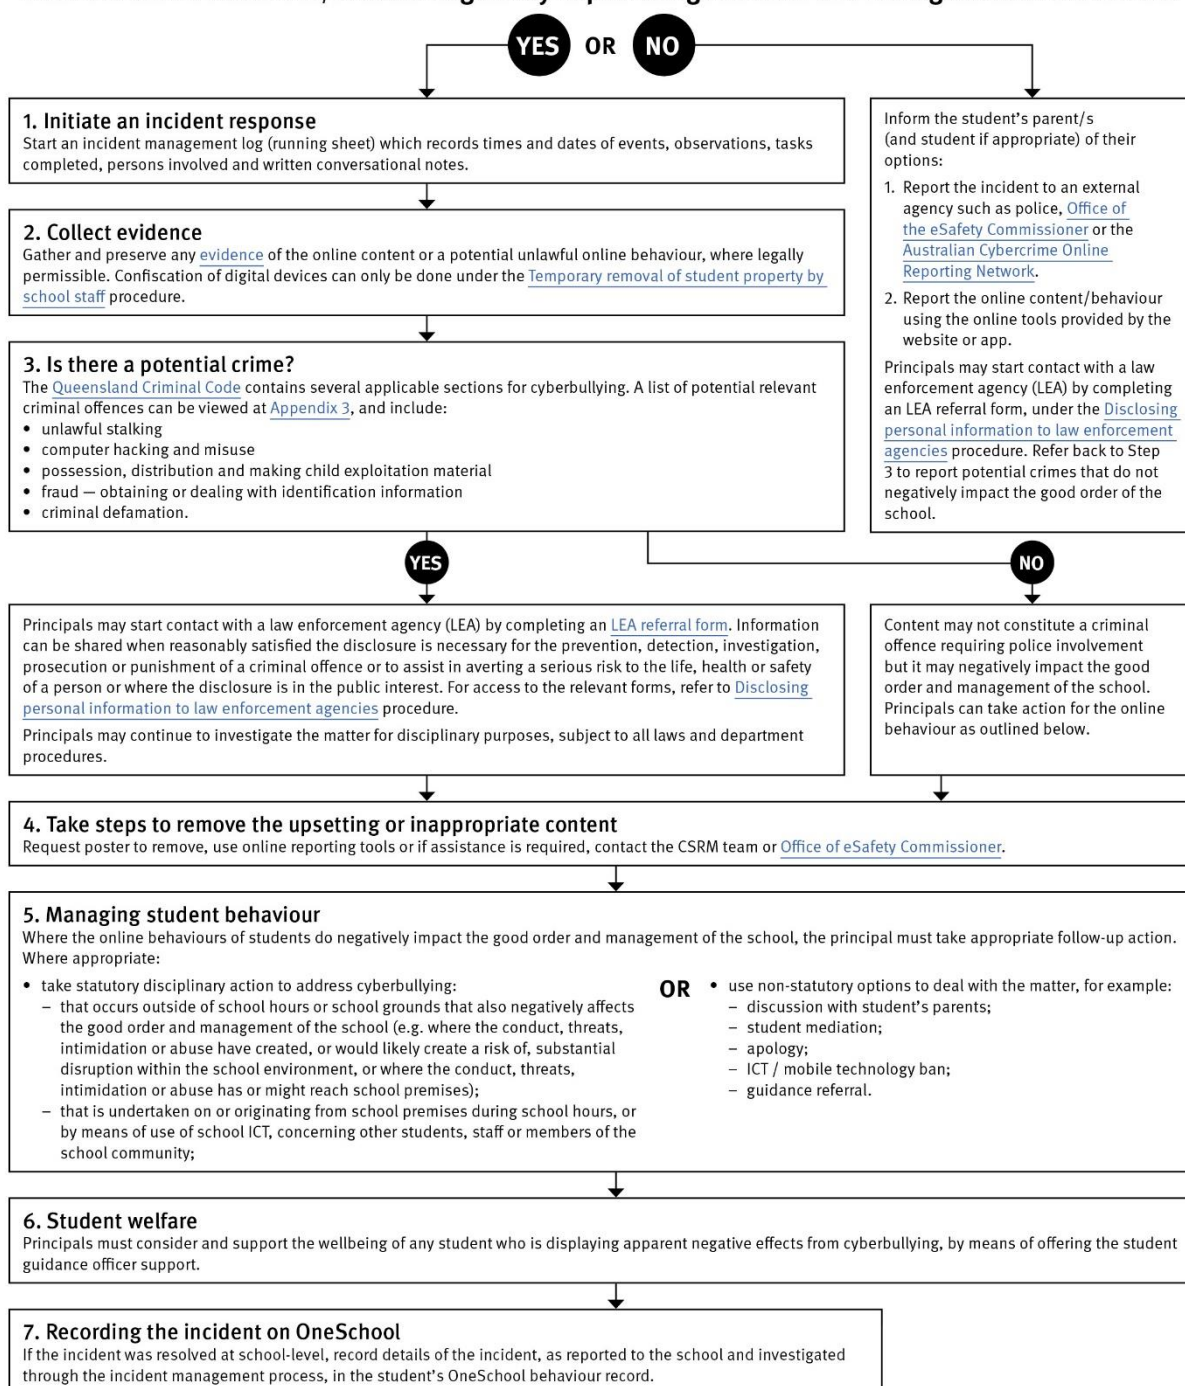 YES OR NO
1. Initiate an incident response
Start an incident management log (running sheet) which records times and dates of events, observations, tasks
completed, persons involved and written conversational notes.
2. Collect evidence
Gather and preserve any evidence of the online content or a potential unlawful online behaviour, where legally
permissible. Confiscation of digital devices can only be done under the Temporary removal of student property by
school staff procedure.
3. Is there a potential crime?
The Queensland Criminal Code contains several applicable sections for cyberbullying. A list of potential relevant
criminal offences can be viewed at Appendix 3, and include:
• unlawful stalking
• computer hacking and misuse
• possession, distribution and making child exploitation material
• fraud — obtaining or dealing with identification information
• criminal defamation.
Inform the student's parent/s
(and student if appropriate) of their
options:
1. Report the incident to an external
agency such as police, Office of
the eSafety Commissioner or the
Australian Cybercrime Online
Reporting Network.
2. Report the online content/behaviour
using the online tools provided by the
website or app.
Principals may start contact with a law
enforcement agency (LEA) by completing
an LEA referral form, under the Disclosing
personal information to law enforcement
agencies procedure. Refer back to Step
3 to report potential crimes that do not
negatively impact the good order of the
school.
YES
NO
Principals may start contact with a law enforcement agency (LEA) by completing an LEA referral form. Information
can be shared when reasonably satisfied the disclosure is necessary for the prevention, detection, investigation,
prosecution or punishment of a criminal offence or to assist in averting a serious risk to the life, health or safety
of a person or where the disclosure is in the public interest. For access to the relevant forms, refer to Disclosing
personal information to law enforcement agencies procedure.
Principals may continue to investigate the matter for disciplinary purposes, subject to all laws and department
procedures.
Content may not constitute a criminal
offence requiring police involvement
but it may negatively impact the good
order and management of the school.
Principals can take action for the online
behaviour as outlined below.
4. Take steps to remove the upsetting or inappropriate content
Request poster to remove, use online reporting tools or if assistance is required, contact the CSRM team or Office of eSafety Commissioner.
5. Managing student behaviour
Where the online behaviours of students do negatively impact the good order and management of the school, the principal must take appropriate follow-up action.
Where appropriate:
• take statutory disciplinary action to address cyberbullying:
– that occurs outside of school hours or school grounds that also negatively affects
the good order and management of the school (e.g. where the conduct, threats,
intimidation or abuse have created, or would likely create a risk of, substantial
disruption within the school environment, or where the conduct, threats,
intimidation or abuse has or might reach school premises);
– that is undertaken on or originating from school premises during school hours, or
by means of use of school ICT, concerning other students, staff or members of the
school community;
OR
• use non-statutory options to deal with the matter, for example:
– discussion with student's parents;
– student mediation;
– apology;
– ICT / mobile technology ban;
– guidance referral.
6. Student welfare
Principals must consider and support the wellbeing of any student who is displaying apparent negative effects from cyberbullying, by means of offering the student
guidance officer support.
7. Recording the incident on OneSchool
If the incident was resolved at school-level, record details of the incident, as reported to the school and investigated
through the incident management process, in the student's OneSchool behaviour record.